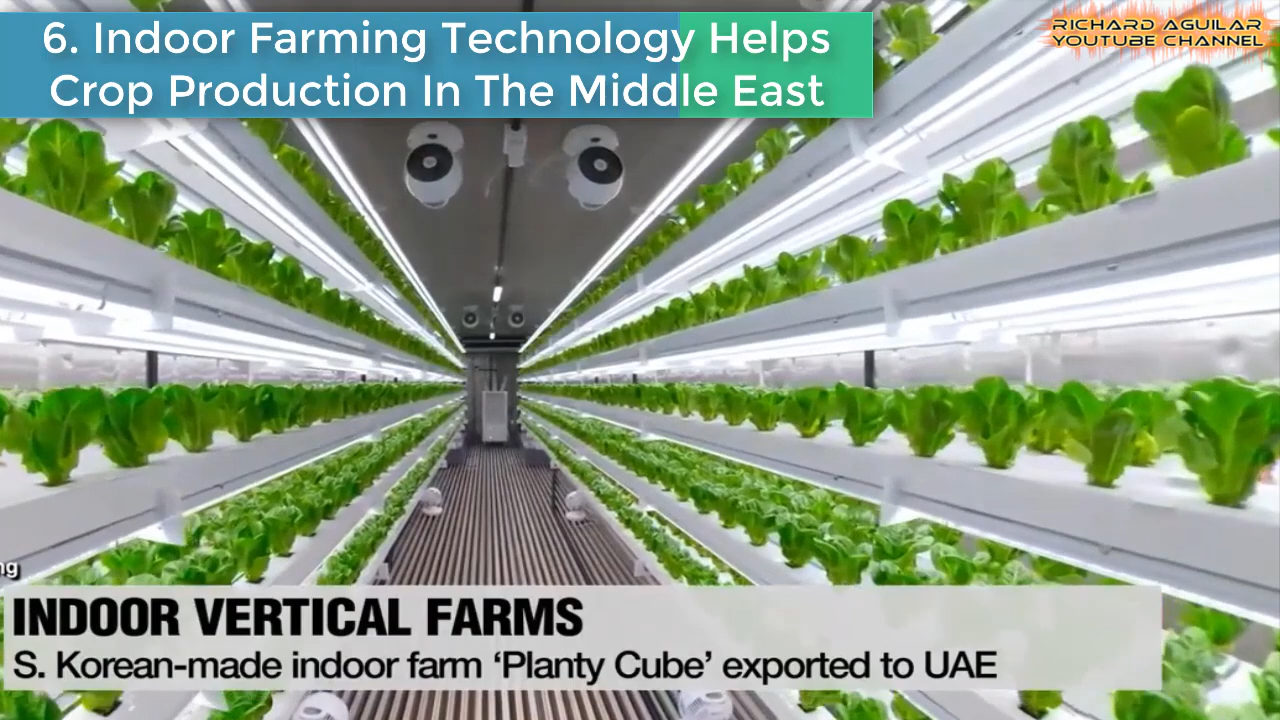 6. Indoor Farming Technology Helps
Crop Production In The Middle East
RICHARD AGUILAR
YOUTUBE CHANNEL
ng
INDOOR VERTICAL FARMS
S. Korean-made indoor farm ‘Planty Cube’ exported to UAE